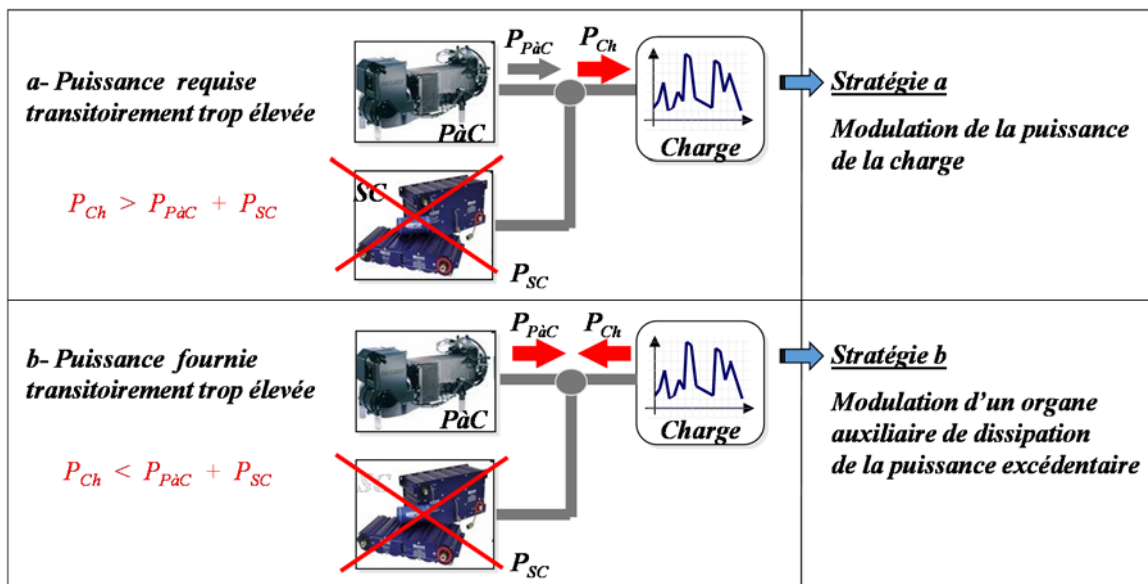 a- Puissance requise
transitoirement trop élevée
P_Ch > P_PàC + P_SC
P_PàC
P_Ch
PàC
Charge
SC
P_SC
Stratégie a
Modulation de la puissance
de la charge
b- Puissance fournie
transitoirement trop élevée
P_Ch < P_PàC + P_SC
P_PàC
P_Ch
PàC
Charge
SC
P_SC
Stratégie b
Modulation d'un organe
auxiliaire de dissipation
de la puissance excédentaire